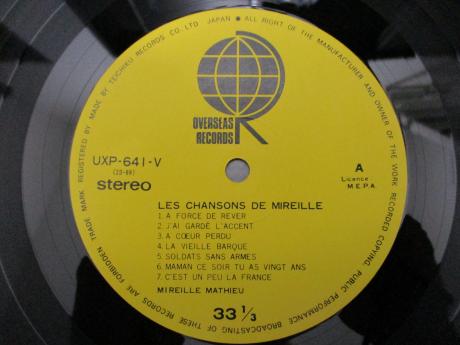 TRADE MARK REGISTERED BY MADE BY TEICHIKU RECORDS CO. LTD JAPAN ● ALL RIGHT OF THE MANUFACTURER AND OWNER OF THE WORK RECORDED COPYING, PUBLIC PERFORMANCE BROADCASTING OF THESE RECORDS ARE FORBIDDEN
OVERSEAS
RECORDS
UXP-641-V
stereo
A
Licence:
M.E.P.A.
LES CHANSONS DE MIREILLE
1. A FORCE DE REVER
2. J'AI GARDÉ L'ACCENT
3. A CŒUR PERDU
4. LA VIEILLE BARQUE
5. SOLDATS SANS ARMES
6. MAMAN CE SOIR TU AS VINGT ANS
7. C'EST UN PEU LA FRANCE
MIREILLE MATHIEU
33 1/3